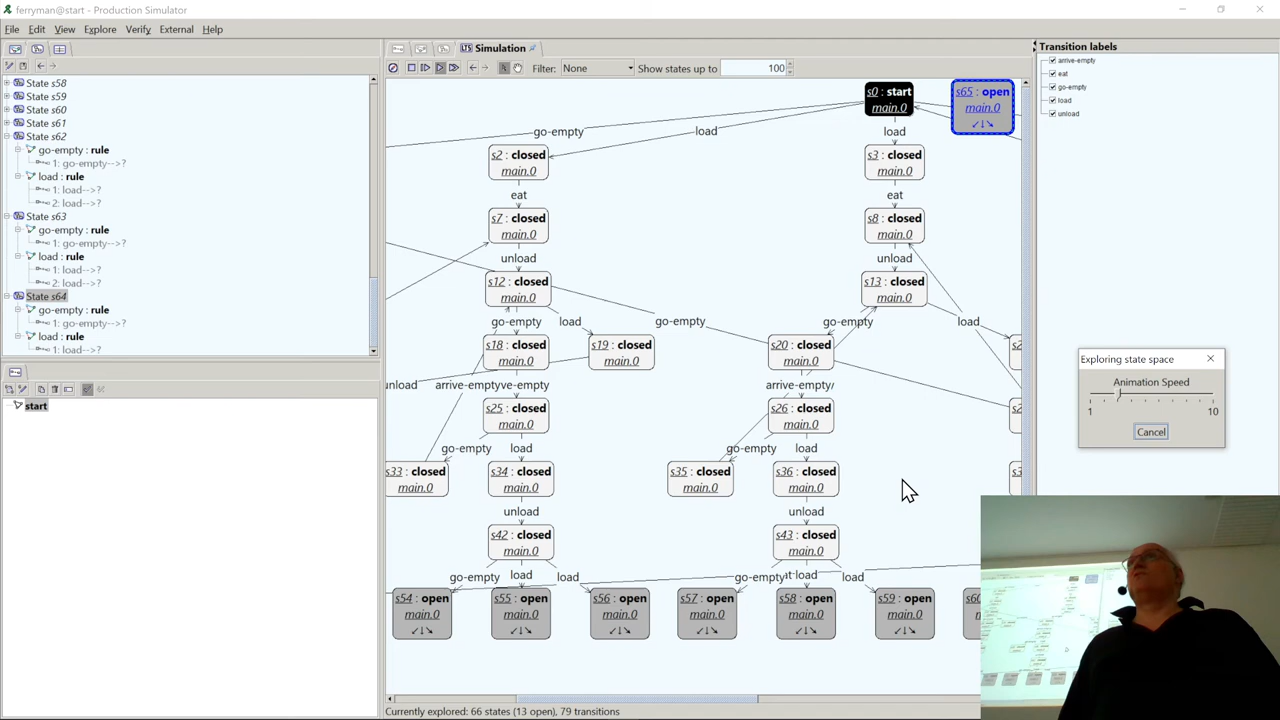 ferryman@start - Production Simulator
File Edit View Explore Verify External Help
State s58
State s59
State s60
State s61
State s62
go-empty : rule
1: go-empty-->?
load : rule
1: load-->?
2: load-->?
State s63
go-empty : rule
1: go-empty-->?
load : rule
1: load-->?
2: load-->?
State s64
go-empty : rule
1: go-empty-->?
load : rule
1: load-->?
start
Simulation
Filter: None Show states up to 100
s0 : start
main.0
s65 : open
main.0
go-empty load load
s2 : closed
main.0
s3 : closed
main.0
eat eat
s7 : closed
main.0
s8 : closed
main.0
unload unload
s12 : closed
main.0
s13 : closed
main.0
go-empty load go-empty go-empty load
s18 : closed
main.0
s19 : closed
main.0
s20 : closed
main.0
unload arrive-empty ve-empty arrive-empty/
s25 : closed
main.0
s26 : closed
main.0
go-empty load go-empty load
s33 : closed
main.0
s34 : closed
main.0
s35 : closed
main.0
s36 : closed
main.0
unload unload
s42 : closed
main.0
s43 : closed
main.0
go-empty load load go-empty load load
s54 : open
main.0
s55 : open
main.0
s56 : open
main.0
s57 : open
main.0
s58 : open
main.0
s59 : open
main.0
Currently explored: 66 states (13 open), 79 transitions
Transition labels
arrive-empty
eat
go-empty
load
unload
Exploring state space
Animation Speed
1 10
Cancel